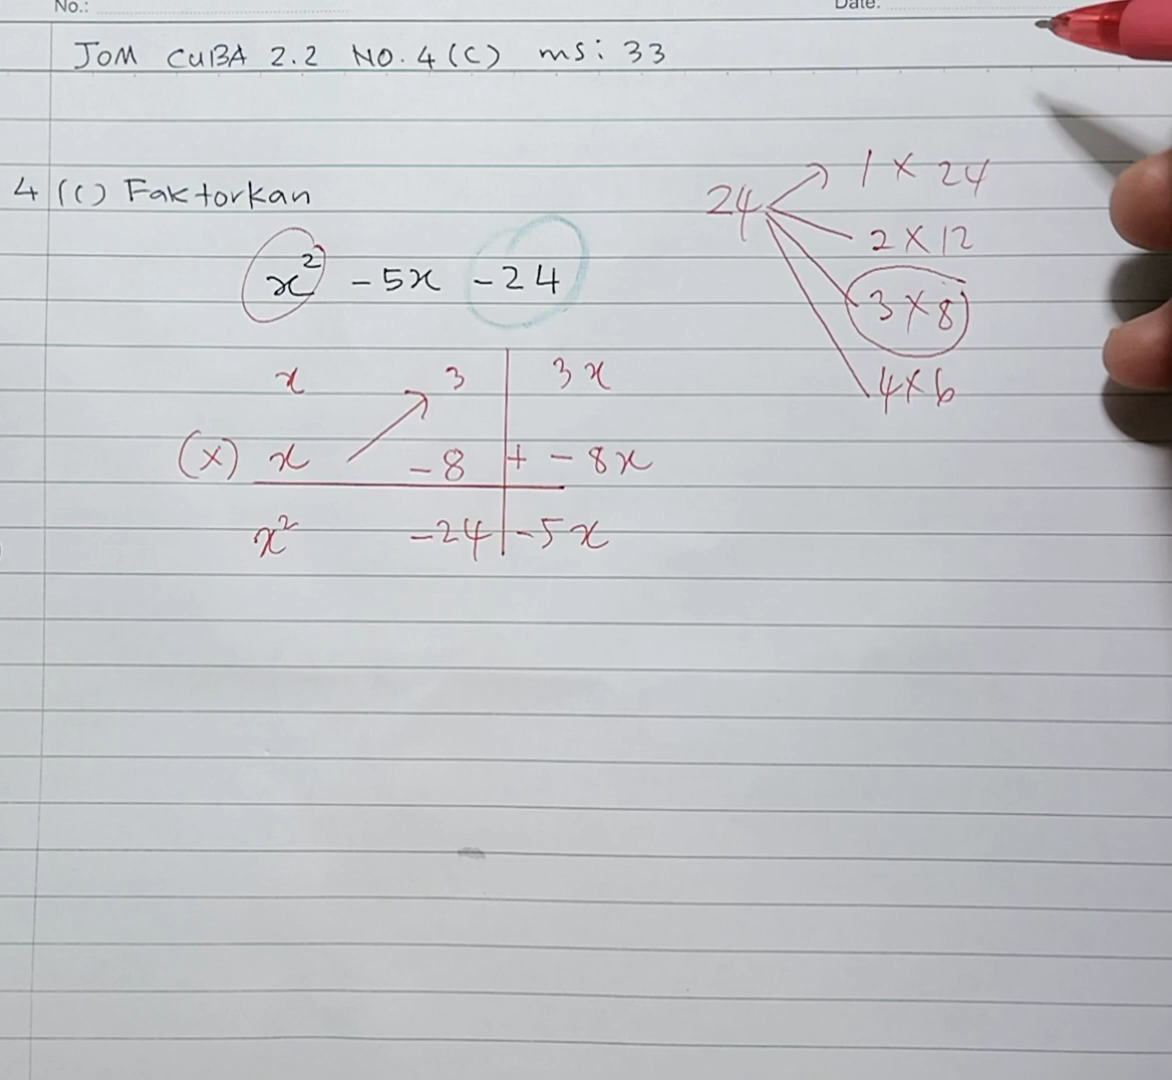 No.: Date:
JOM CUBA 2.2 NO. 4 (C) ms: 33
4 (C) Faktorkan
x² - 5x - 24
x 3 3x
(x) x -8 + - 8x
x² -24 -5x
24 1 x 24
2 x 12
3 x 8
4 x 6